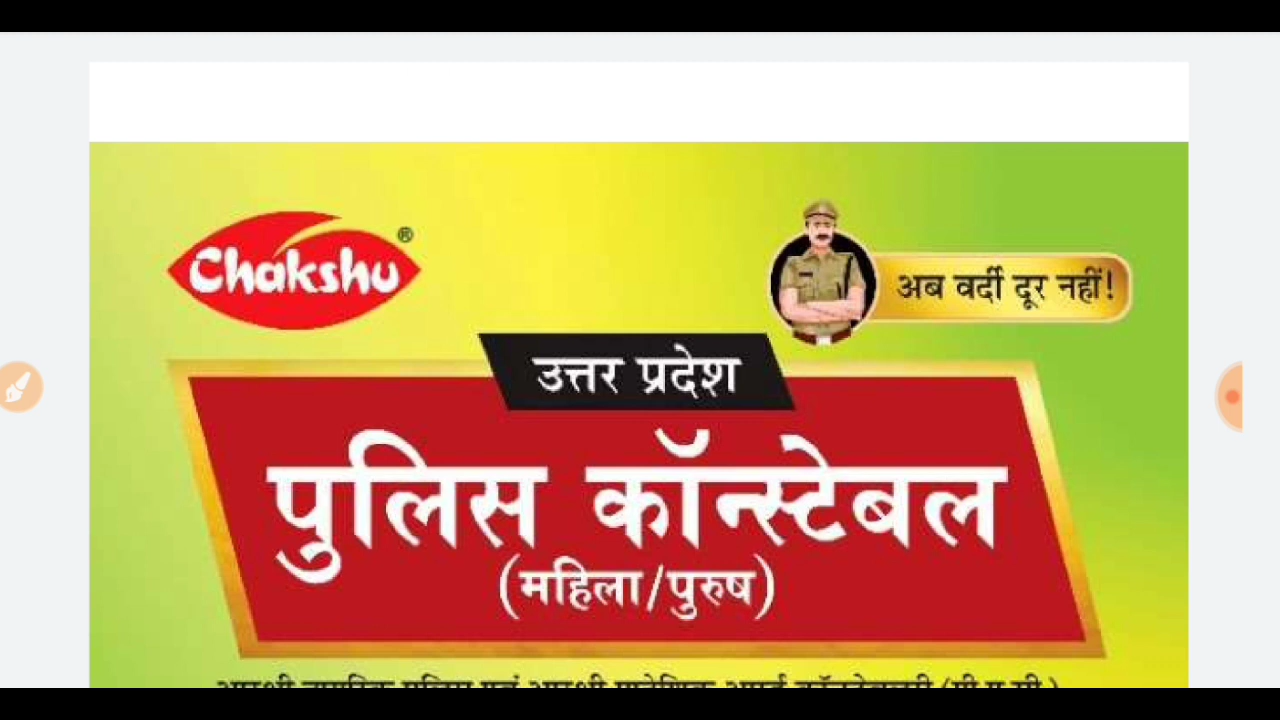 Chakshu®
अब वर्दी दूर नहीं!
उत्तर प्रदेश
पुलिस कॉन्स्टेबल
(महिला/पुरुष)